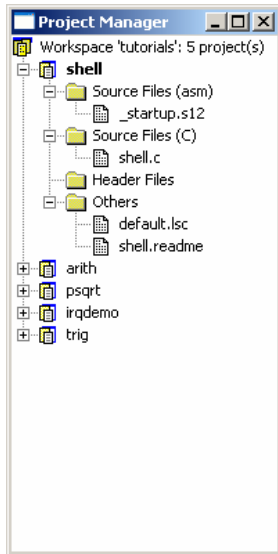 Project Manager
Workspace 'tutorials': 5 project(s)
shell
Source Files (asm)
_startup.s12
Source Files (C)
shell.c
Header Files
Others
default.lsc
shell.readme
arith
psqrt
irqdemo
trig